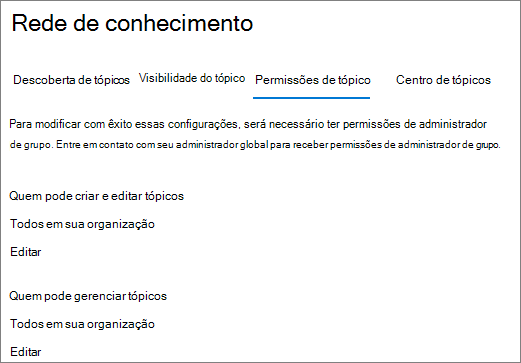 Rede de conhecimento
Descoberta de tópicos Visibilidade do tópico Permissões de tópico Centro de tópicos
Para modificar com êxito essas configurações, será necessário ter permissões de administrador
de grupo. Entre em contato com seu administrador global para receber permissões de administrador de grupo.
Quem pode criar e editar tópicos
Todos em sua organização
Editar
Quem pode gerenciar tópicos
Todos em sua organização
Editar